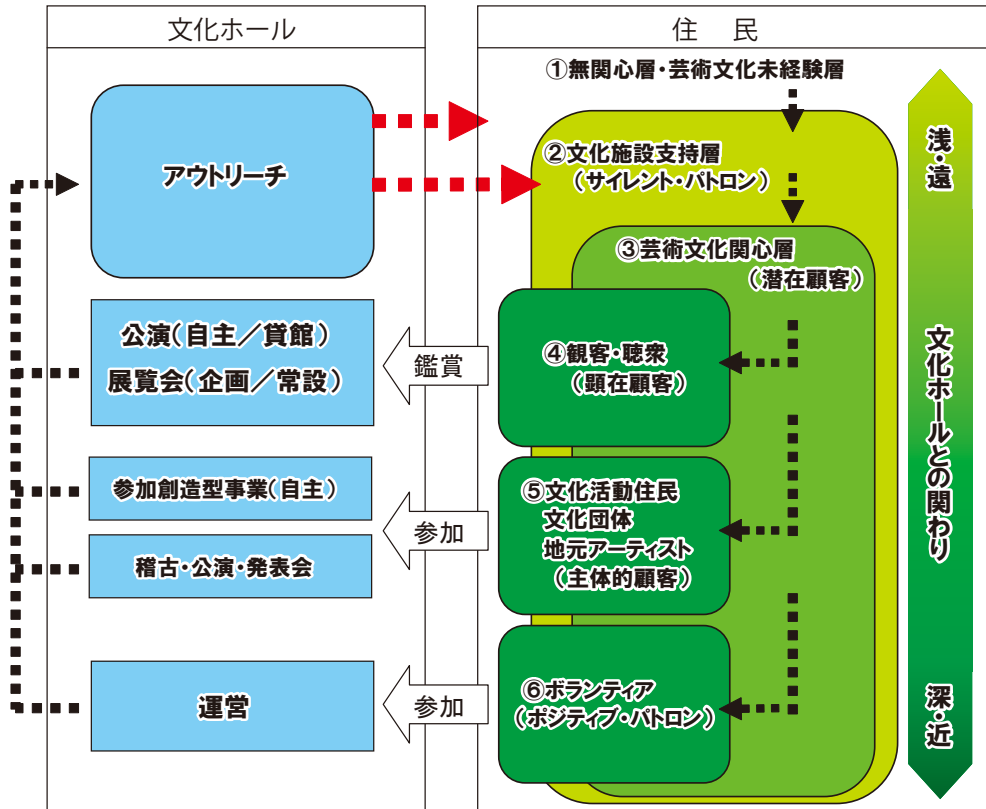 文化ホール
アウトリーチ
公演(自主／貸館)
展覧会(企画／常設)
参加創造型事業(自主)
稽古・公演・発表会
運営
鑑賞
参加
参加
住 民
①無関心層・芸術文化未経験層
②文化施設支持層
(サイレント・パトロン)
③芸術文化関心層
(潜在顧客)
④観客・聴衆
(顕在顧客)
⑤文化活動住民
文化団体
地元アーティスト
(主体的顧客)
⑥ボランティア
(ポジティブ・パトロン)
浅・遠
文化ホールとの関わり
深・近